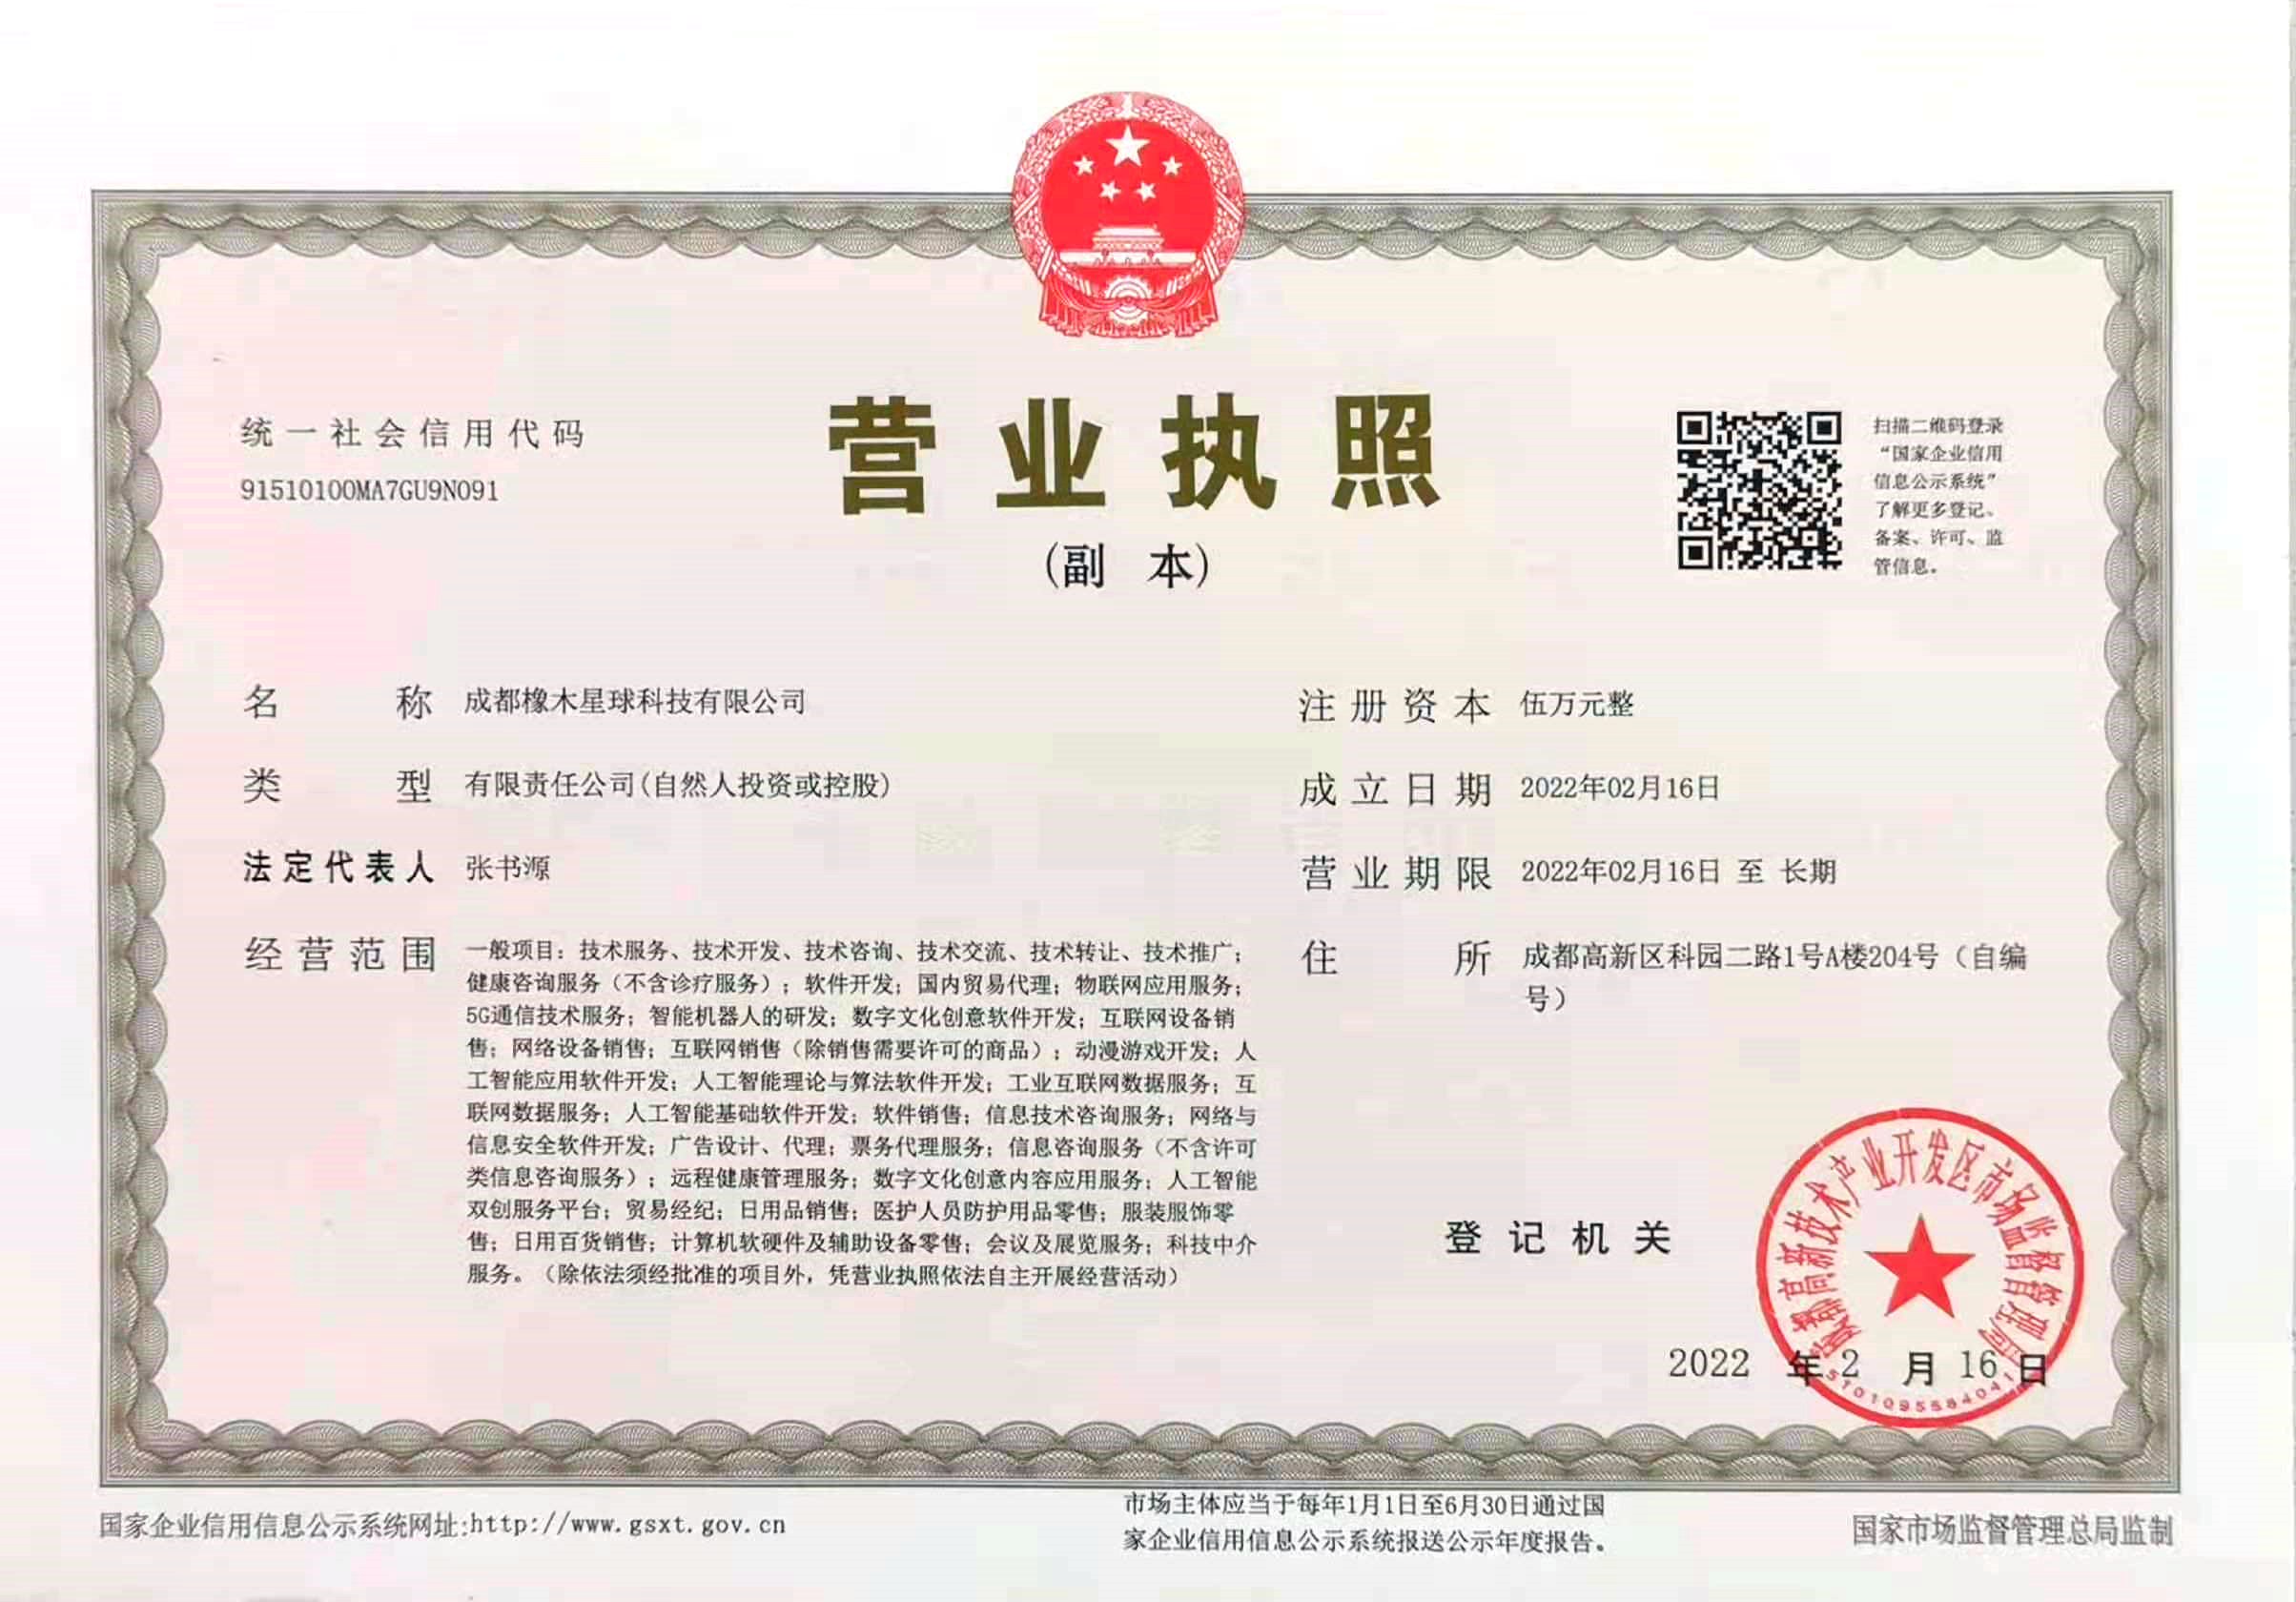 营业执照
(副 本)
统一社会信用代码
91510100MA7GU9N091
扫描二维码登录
“国家企业信用
信息公示系统”
了解更多登记、
备案、许可、监
管信息。
名 称 成都橡木星球科技有限公司
类 型 有限责任公司(自然人投资或控股)
法定代表人 张书源
经营范围 一般项目：技术服务、技术开发、技术咨询、技术交流、技术转让、技术推广；
健康咨询服务（不含诊疗服务）；软件开发；国内贸易代理；物联网应用服务；
5G通信技术服务；智能机器人的研发；数字文化创意软件开发；互联网设备销
售；网络设备销售；互联网销售（除销售需要许可的商品）；动漫游戏开发；人
工智能应用软件开发；人工智能理论与算法软件开发；工业互联网数据服务；互
联网数据服务；人工智能基础软件开发；软件销售；信息技术咨询服务；网络与
信息安全软件开发；广告设计、代理；票务代理服务；信息咨询服务（不含许可
类信息咨询服务）；远程健康管理服务；数字文化创意内容应用服务；人工智能
双创服务平台；贸易经纪；日用品销售；医护人员防护用品零售；服装服饰零
售；日用百货销售；计算机软硬件及辅助设备零售；会议及展览服务；科技中介
服务。（除依法须经批准的项目外，凭营业执照依法自主开展经营活动）
注册资本 伍万元整
成立日期 2022年02月16日
营业期限 2022年02月16日 至 长期
住 所 成都高新区科园二路1号A楼204号（自编
号）
登记机关
高新技术产业开发区市场监督管理局
2022 年 2 月 16 日
国家企业信用信息公示系统网址:http://www.gsxt.gov.cn
市场主体应当于每年1月1日至6月30日通过国
家企业信用信息公示系统报送公示年度报告。
国家市场监督管理总局监制